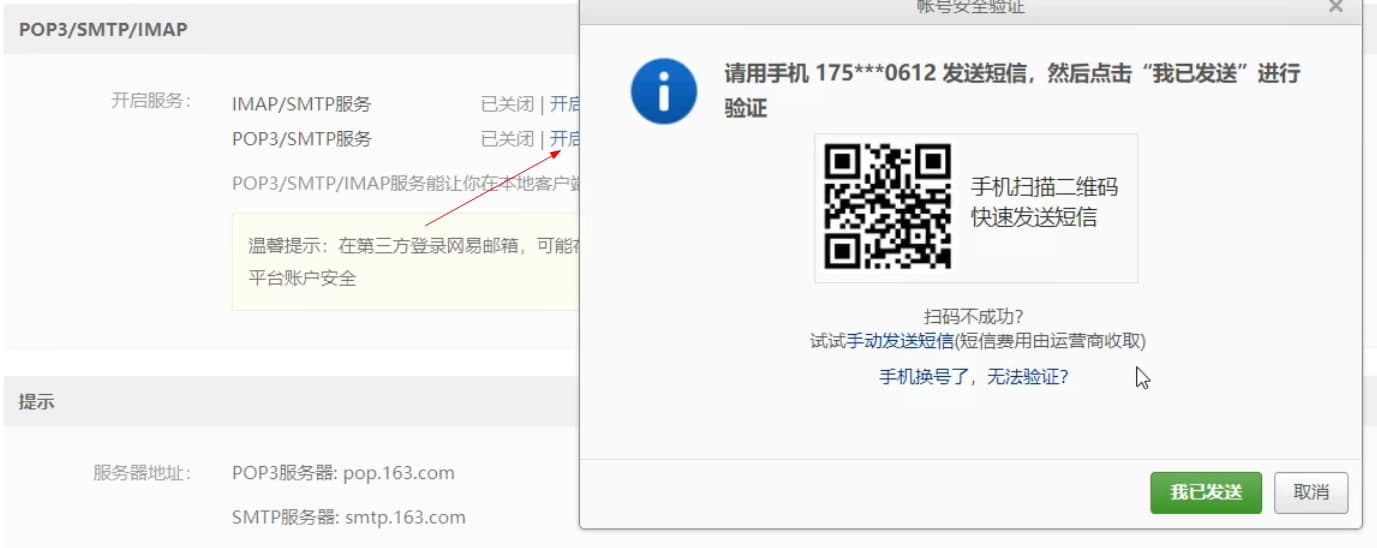 POP3/SMTP/IMAP
开启服务：
IMAP/SMTP服务
已关闭 | 开启
POP3/SMTP服务
已关闭 | 开启
POP3/SMTP/IMAP服务能让你在本地客户端
温馨提示：在第三方登录网易邮箱，可能
平台账户安全
提示
服务器地址：
POP3服务器: pop.163.com
SMTP服务器: smtp.163.com
帐号安全验证
请用手机 175***0612 发送短信，然后点击“我已发送”进行
验证
手机扫描二维码
快速发送短信
扫码不成功？
试试手动发送短信(短信费用由运营商收取)
手机换号了，无法验证？
我已发送
取消